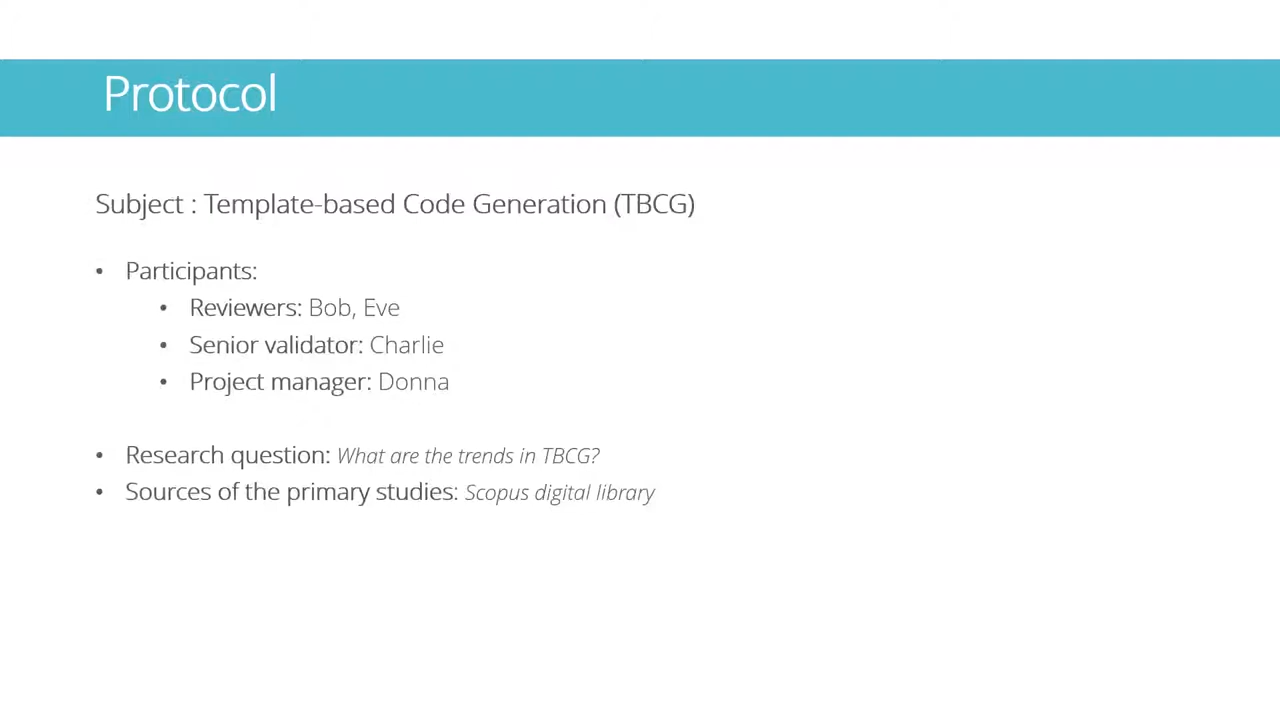 Protocol
Subject : Template-based Code Generation (TBCG)
• Participants:
• Reviewers: Bob, Eve
• Senior validator: Charlie
• Project manager: Donna
• Research question: What are the trends in TBCG?
• Sources of the primary studies: Scopus digital library